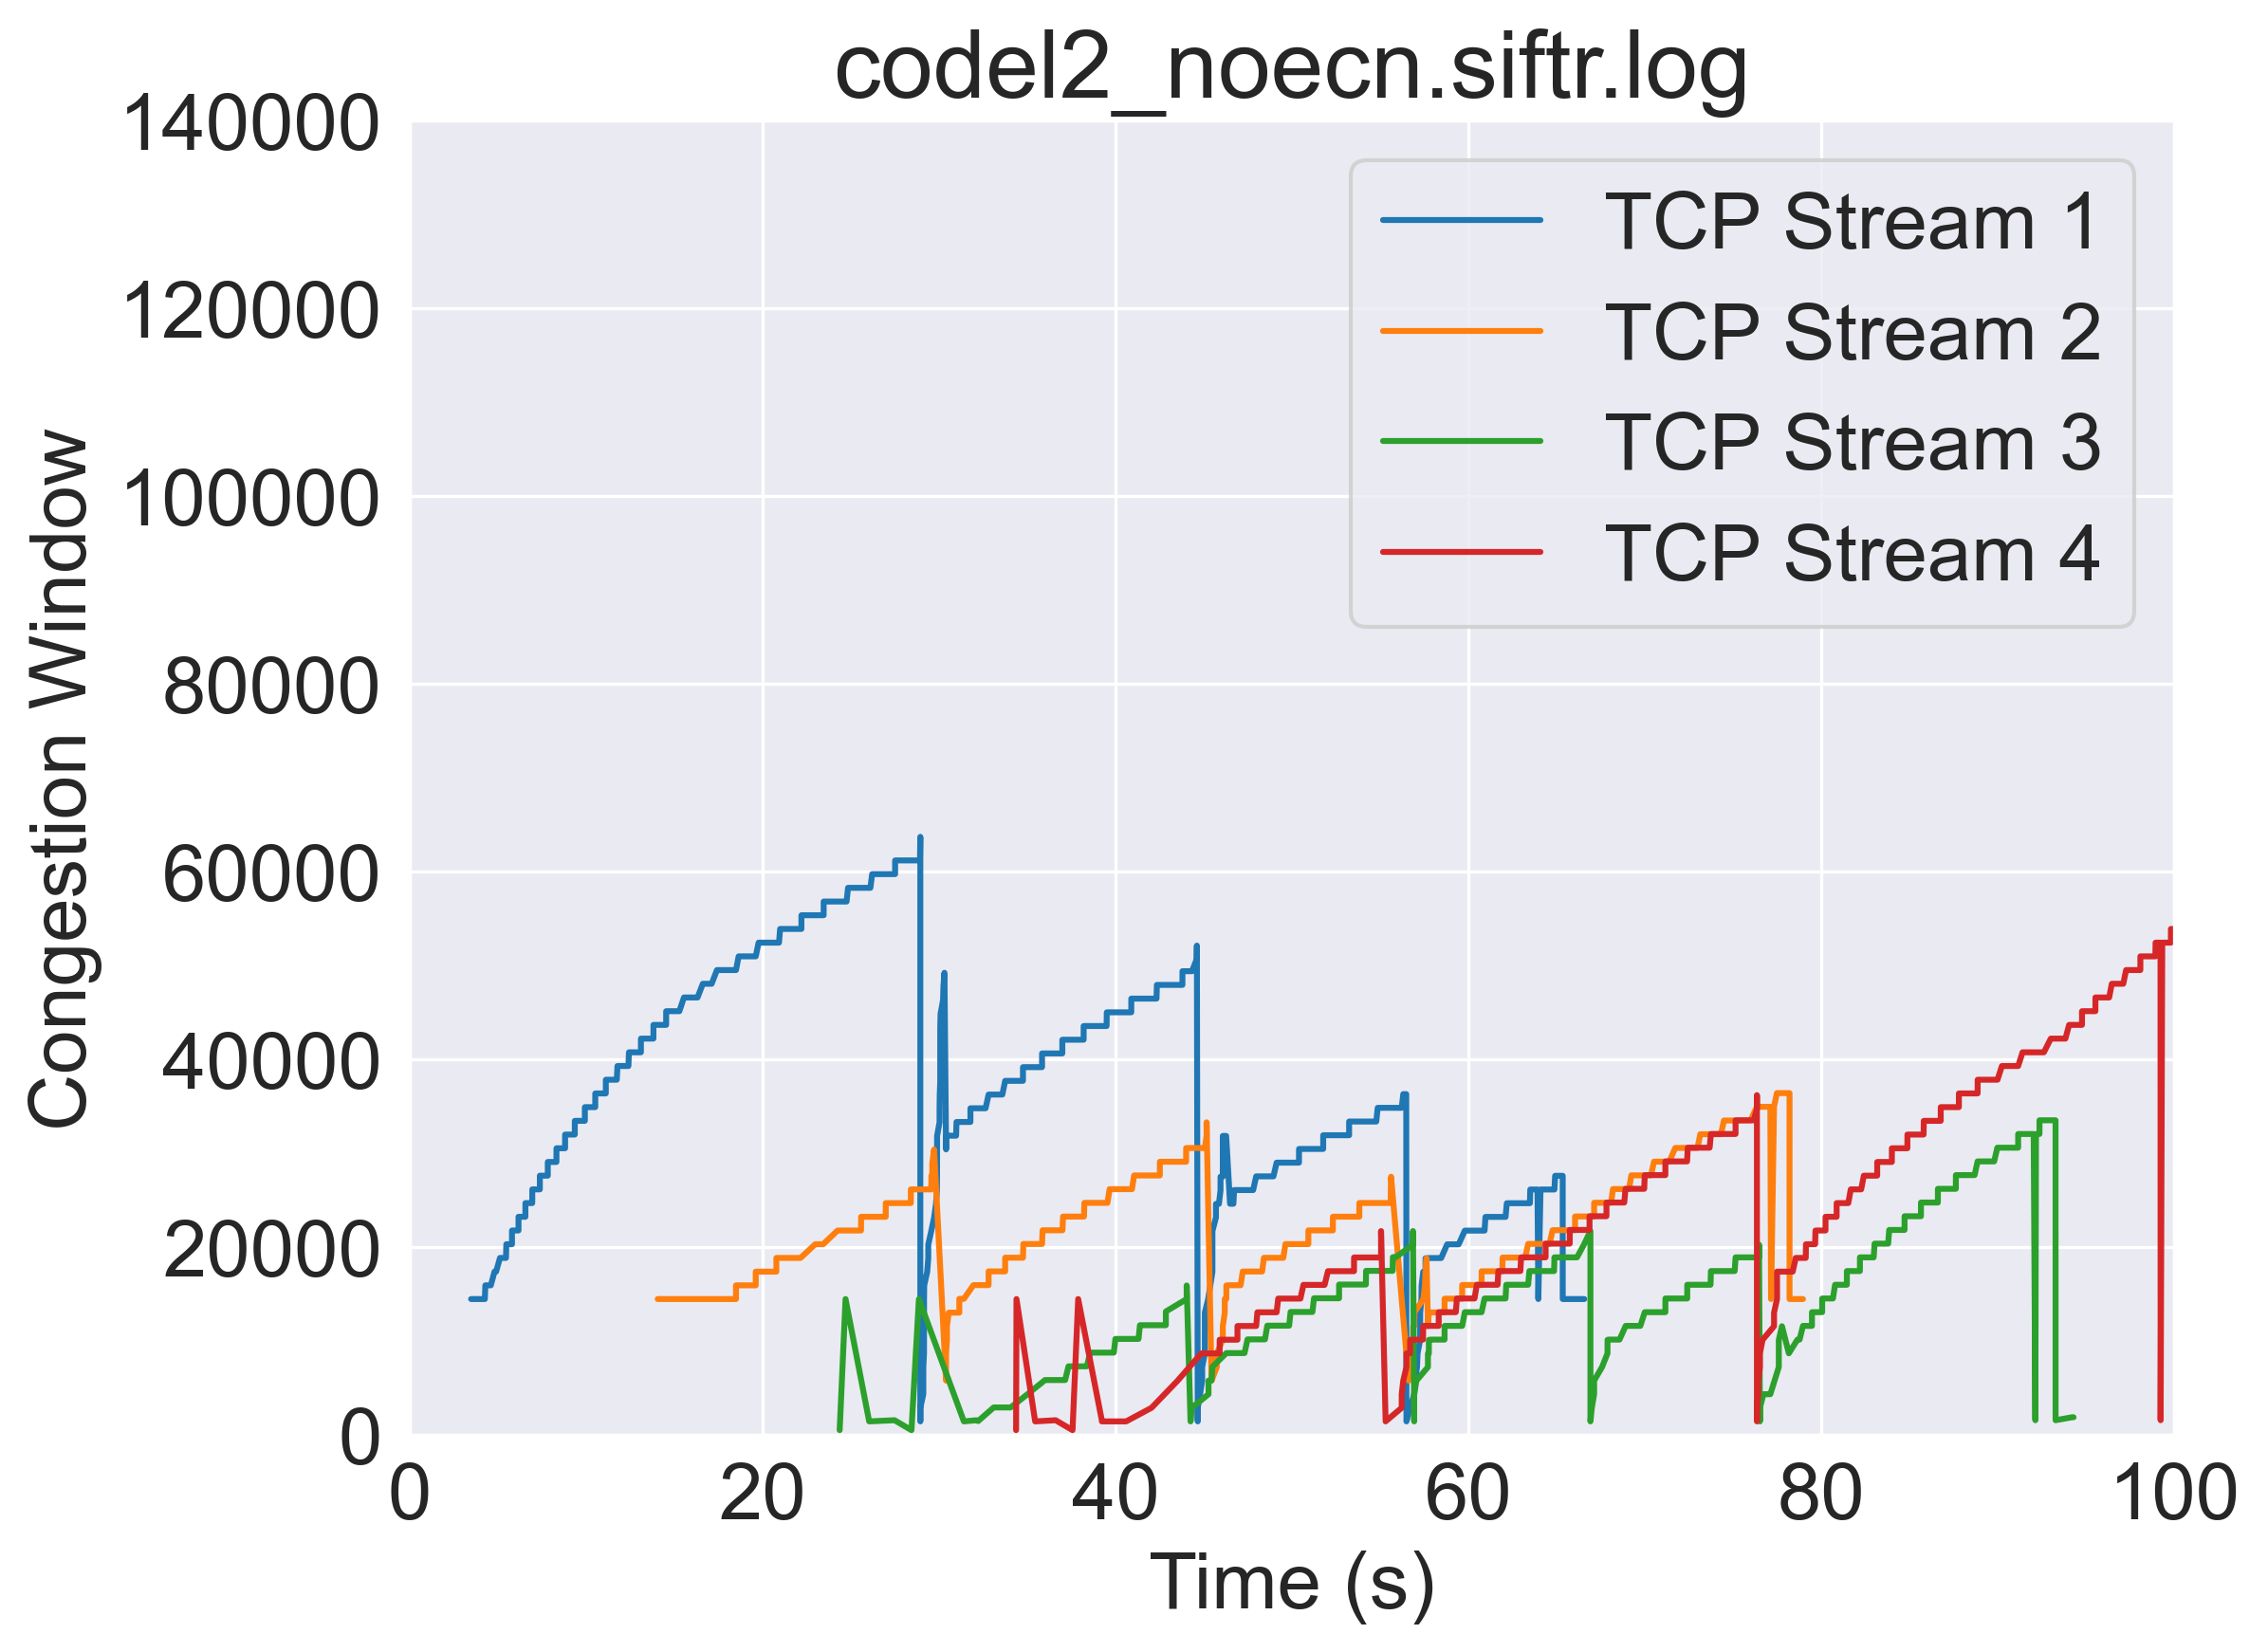 codel2_noecn.siftr.log
140000
120000
100000
80000
60000
40000
20000
0
Congestion Window
TCP Stream 1
TCP Stream 2
TCP Stream 3
TCP Stream 4
0 20 40 60 80 100
Time (s)